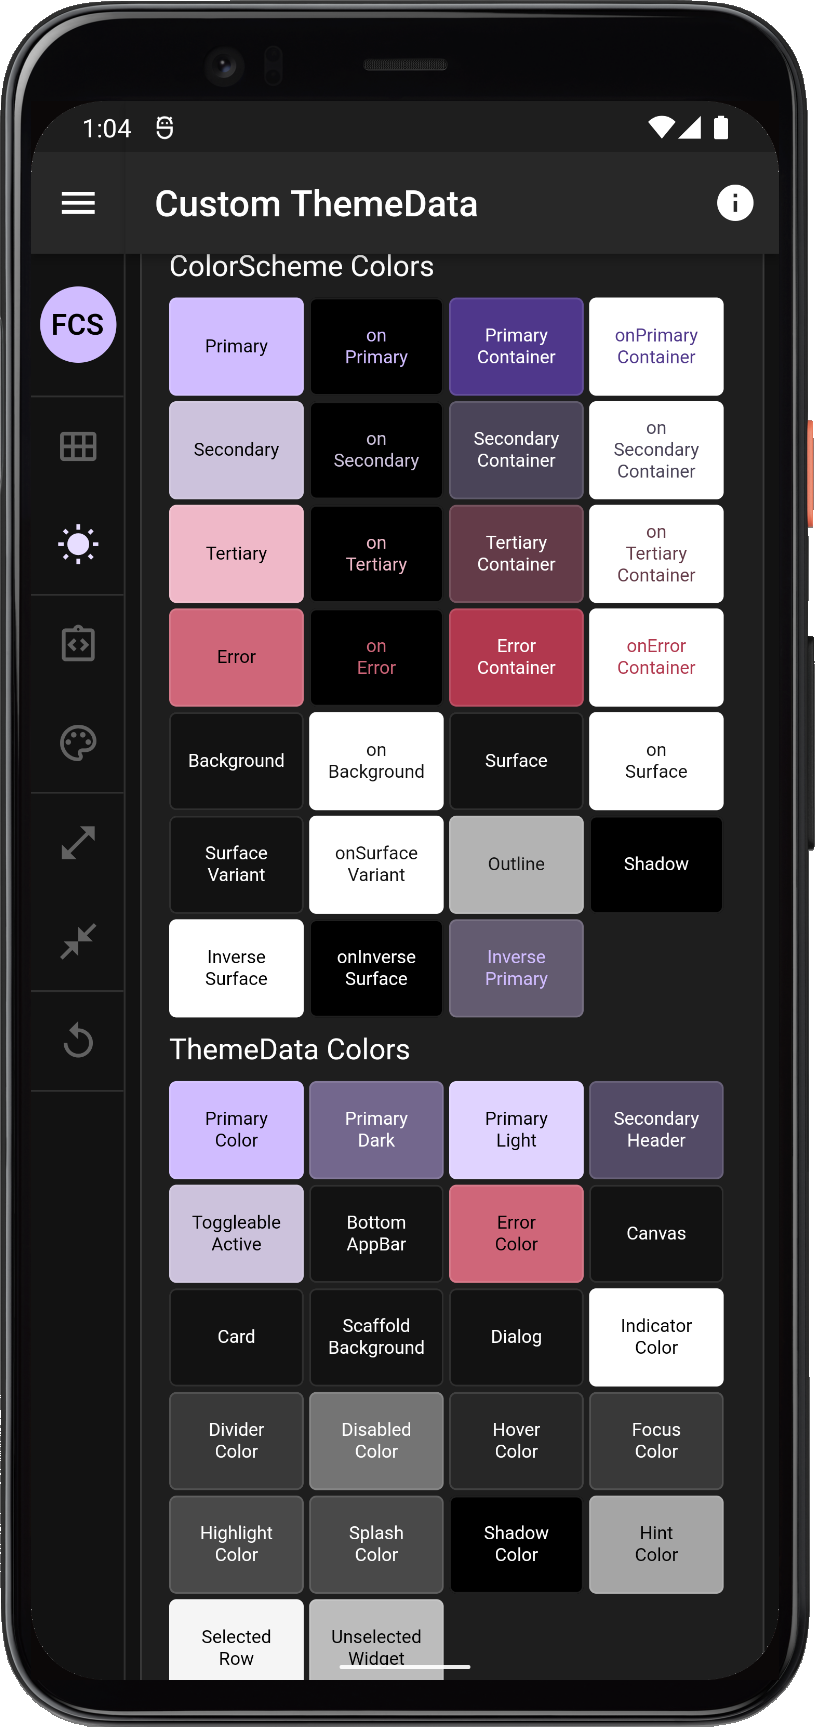 1:04
Custom ThemeData
FCS
ColorScheme Colors
Primary
on
Primary
Primary
Container
onPrimary
Container
Secondary
on
Secondary
Secondary
Container
on
Secondary
Container
Tertiary
on
Tertiary
Tertiary
Container
on
Tertiary
Container
Error
on
Error
Error
Container
onError
Container
Background
on
Background
Surface
on
Surface
Surface
Variant
onSurface
Variant
Outline
Shadow
Inverse
Surface
onInverse
Surface
Inverse
Primary
ThemeData Colors
Primary
Color
Primary
Dark
Primary
Light
Secondary
Header
Toggleable
Active
Bottom
AppBar
Error
Color
Canvas
Card
Scaffold
Background
Dialog
Indicator
Color
Divider
Color
Disabled
Color
Hover
Color
Focus
Color
Highlight
Color
Splash
Color
Shadow
Color
Hint
Color
Selected
Row
Unselected
Widget